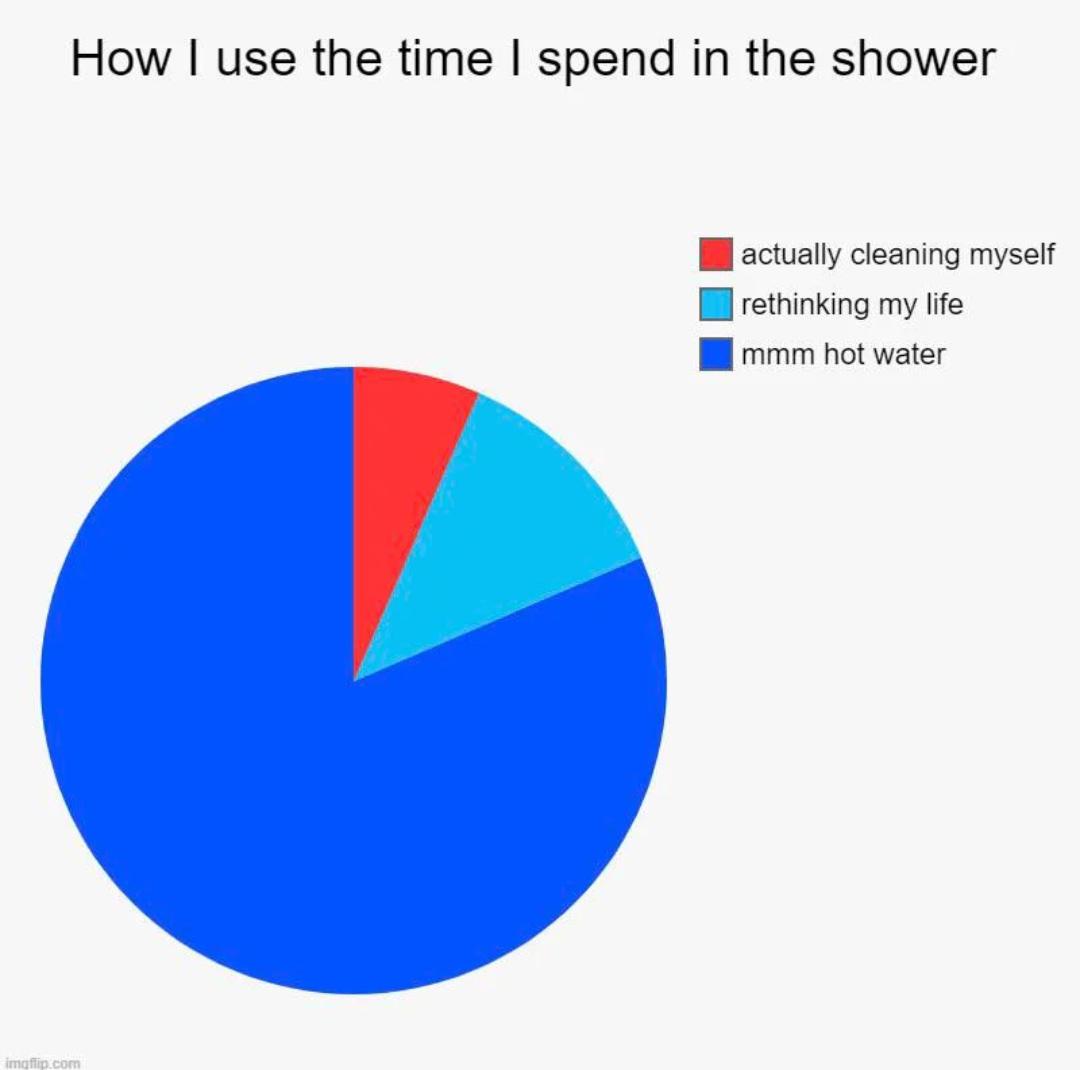 How I use the time I spend in the shower
actually cleaning myself
rethinking my life
mmm hot water
imgflip.com